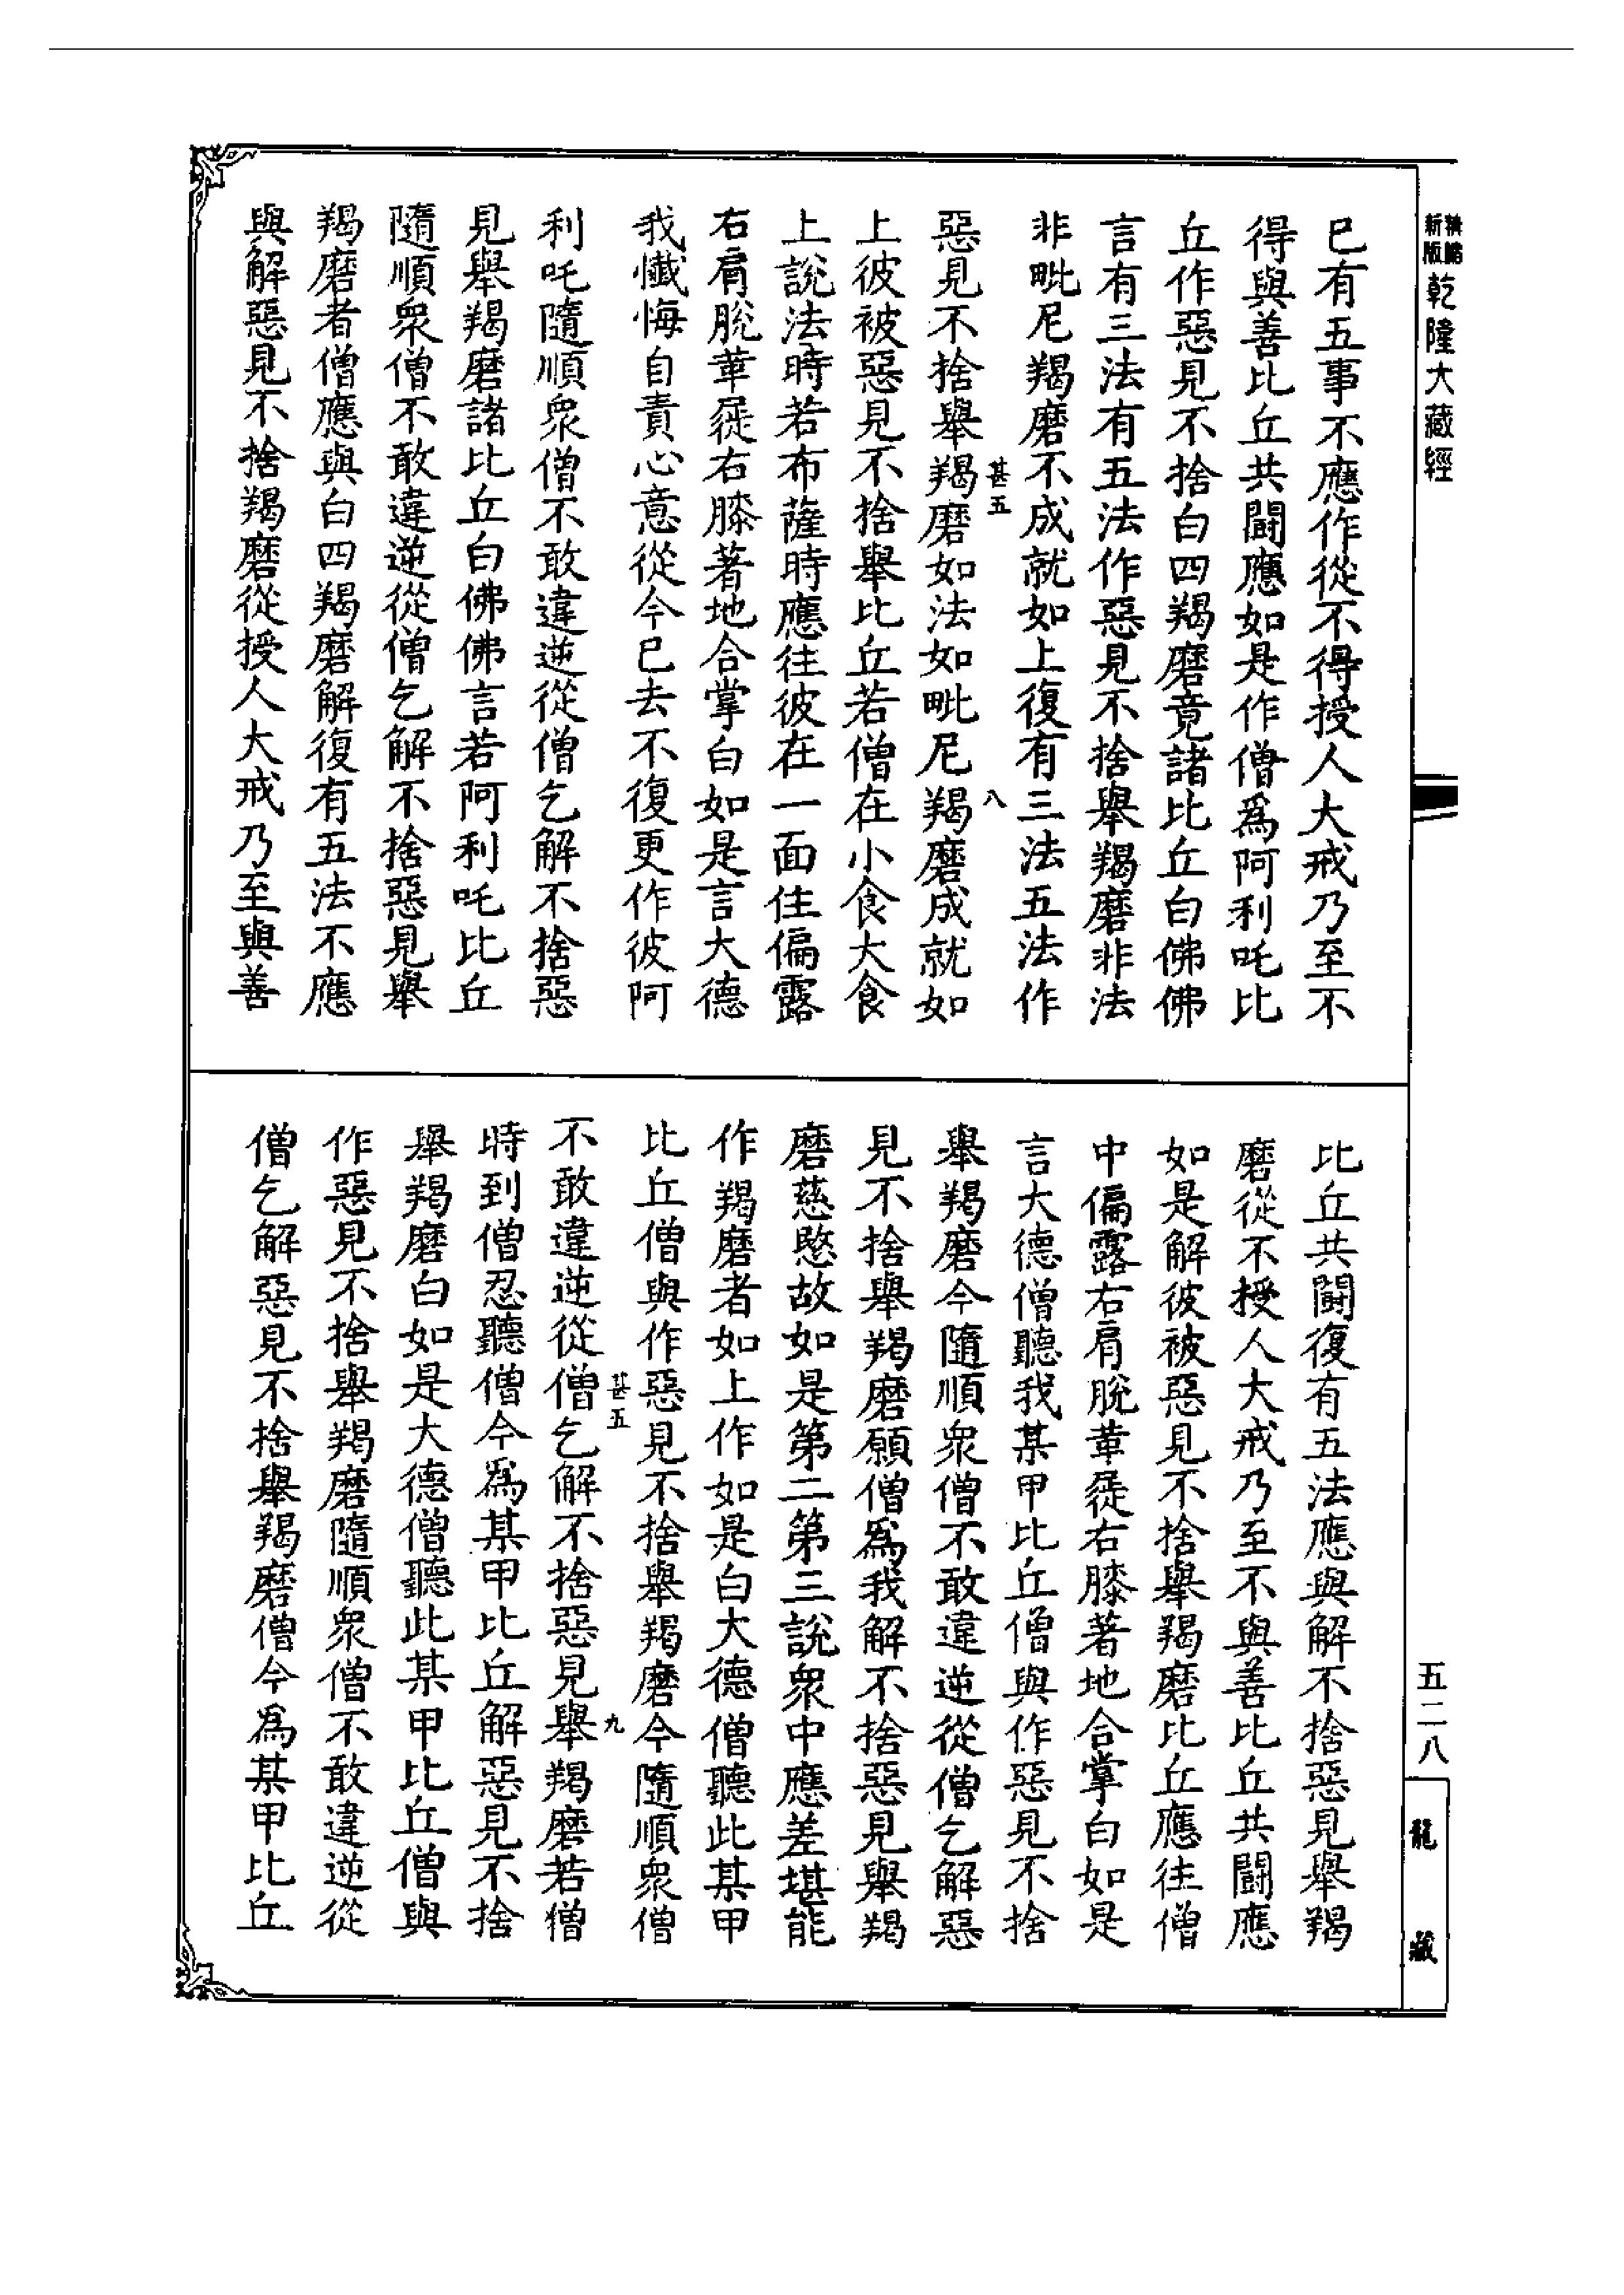 新版
乾隆大藏經
巳有五事不應作從不得授人大戒乃至不
得與善比丘共鬪應如是作僧爲阿利吒比
丘作惡見不捨白四羯磨竟諸比丘白佛佛
言有三法有五法作惡見不捨舉羯磨非法
非毗尼羯磨不成就如上復有三法五法作
甚五
八
惡見不捨舉羯磨如法如毗尼羯磨成就如
上彼被惡見不捨舉比丘若僧在小食大食
上說法時若布薩時應往彼在一面住偏露
右肩脫革屣右膝著地合掌白如是言大德
我懺悔自責心意從今已去不復更作彼阿
利吒隨順衆僧不敢違逆從僧乞解不捨惡
見舉羯磨諸比丘白佛佛言若阿利吒比丘
隨順衆僧不敢違逆從僧乞解不捨惡見舉
羯磨者僧應與白四羯磨解復有五法不應
與解惡見不捨羯磨從授人大戒乃至與善
比丘共鬪復有五法應與解不捨惡見舉羯
磨從不授人大戒乃至不與善比丘共鬪應
如是解彼被惡見不捨舉羯磨比丘應往僧
中偏露右肩脫革屣右膝著地合掌白如是
言大德僧聽我某甲比丘僧與作惡見不捨
舉羯磨今隨順衆僧不敢違逆從僧乞解惡
見不捨舉羯磨願僧爲我解不捨惡見舉羯
磨慈愍故如是第二第三說衆中應差堪能
作羯磨者如上作如是白大德僧聽此某甲
比丘僧與作惡見不捨舉羯磨今隨順衆僧
甚五
九
不敢違逆從僧乞解不捨惡見舉羯磨若僧
時到僧忍聽僧今爲某甲比丘解惡見不捨
舉羯磨白如是大德僧聽此某甲比丘僧與
作惡見不捨舉羯磨隨順衆僧不敢違逆從
僧乞解惡見不捨舉羯磨僧今爲某甲比丘
五二八
龍藏